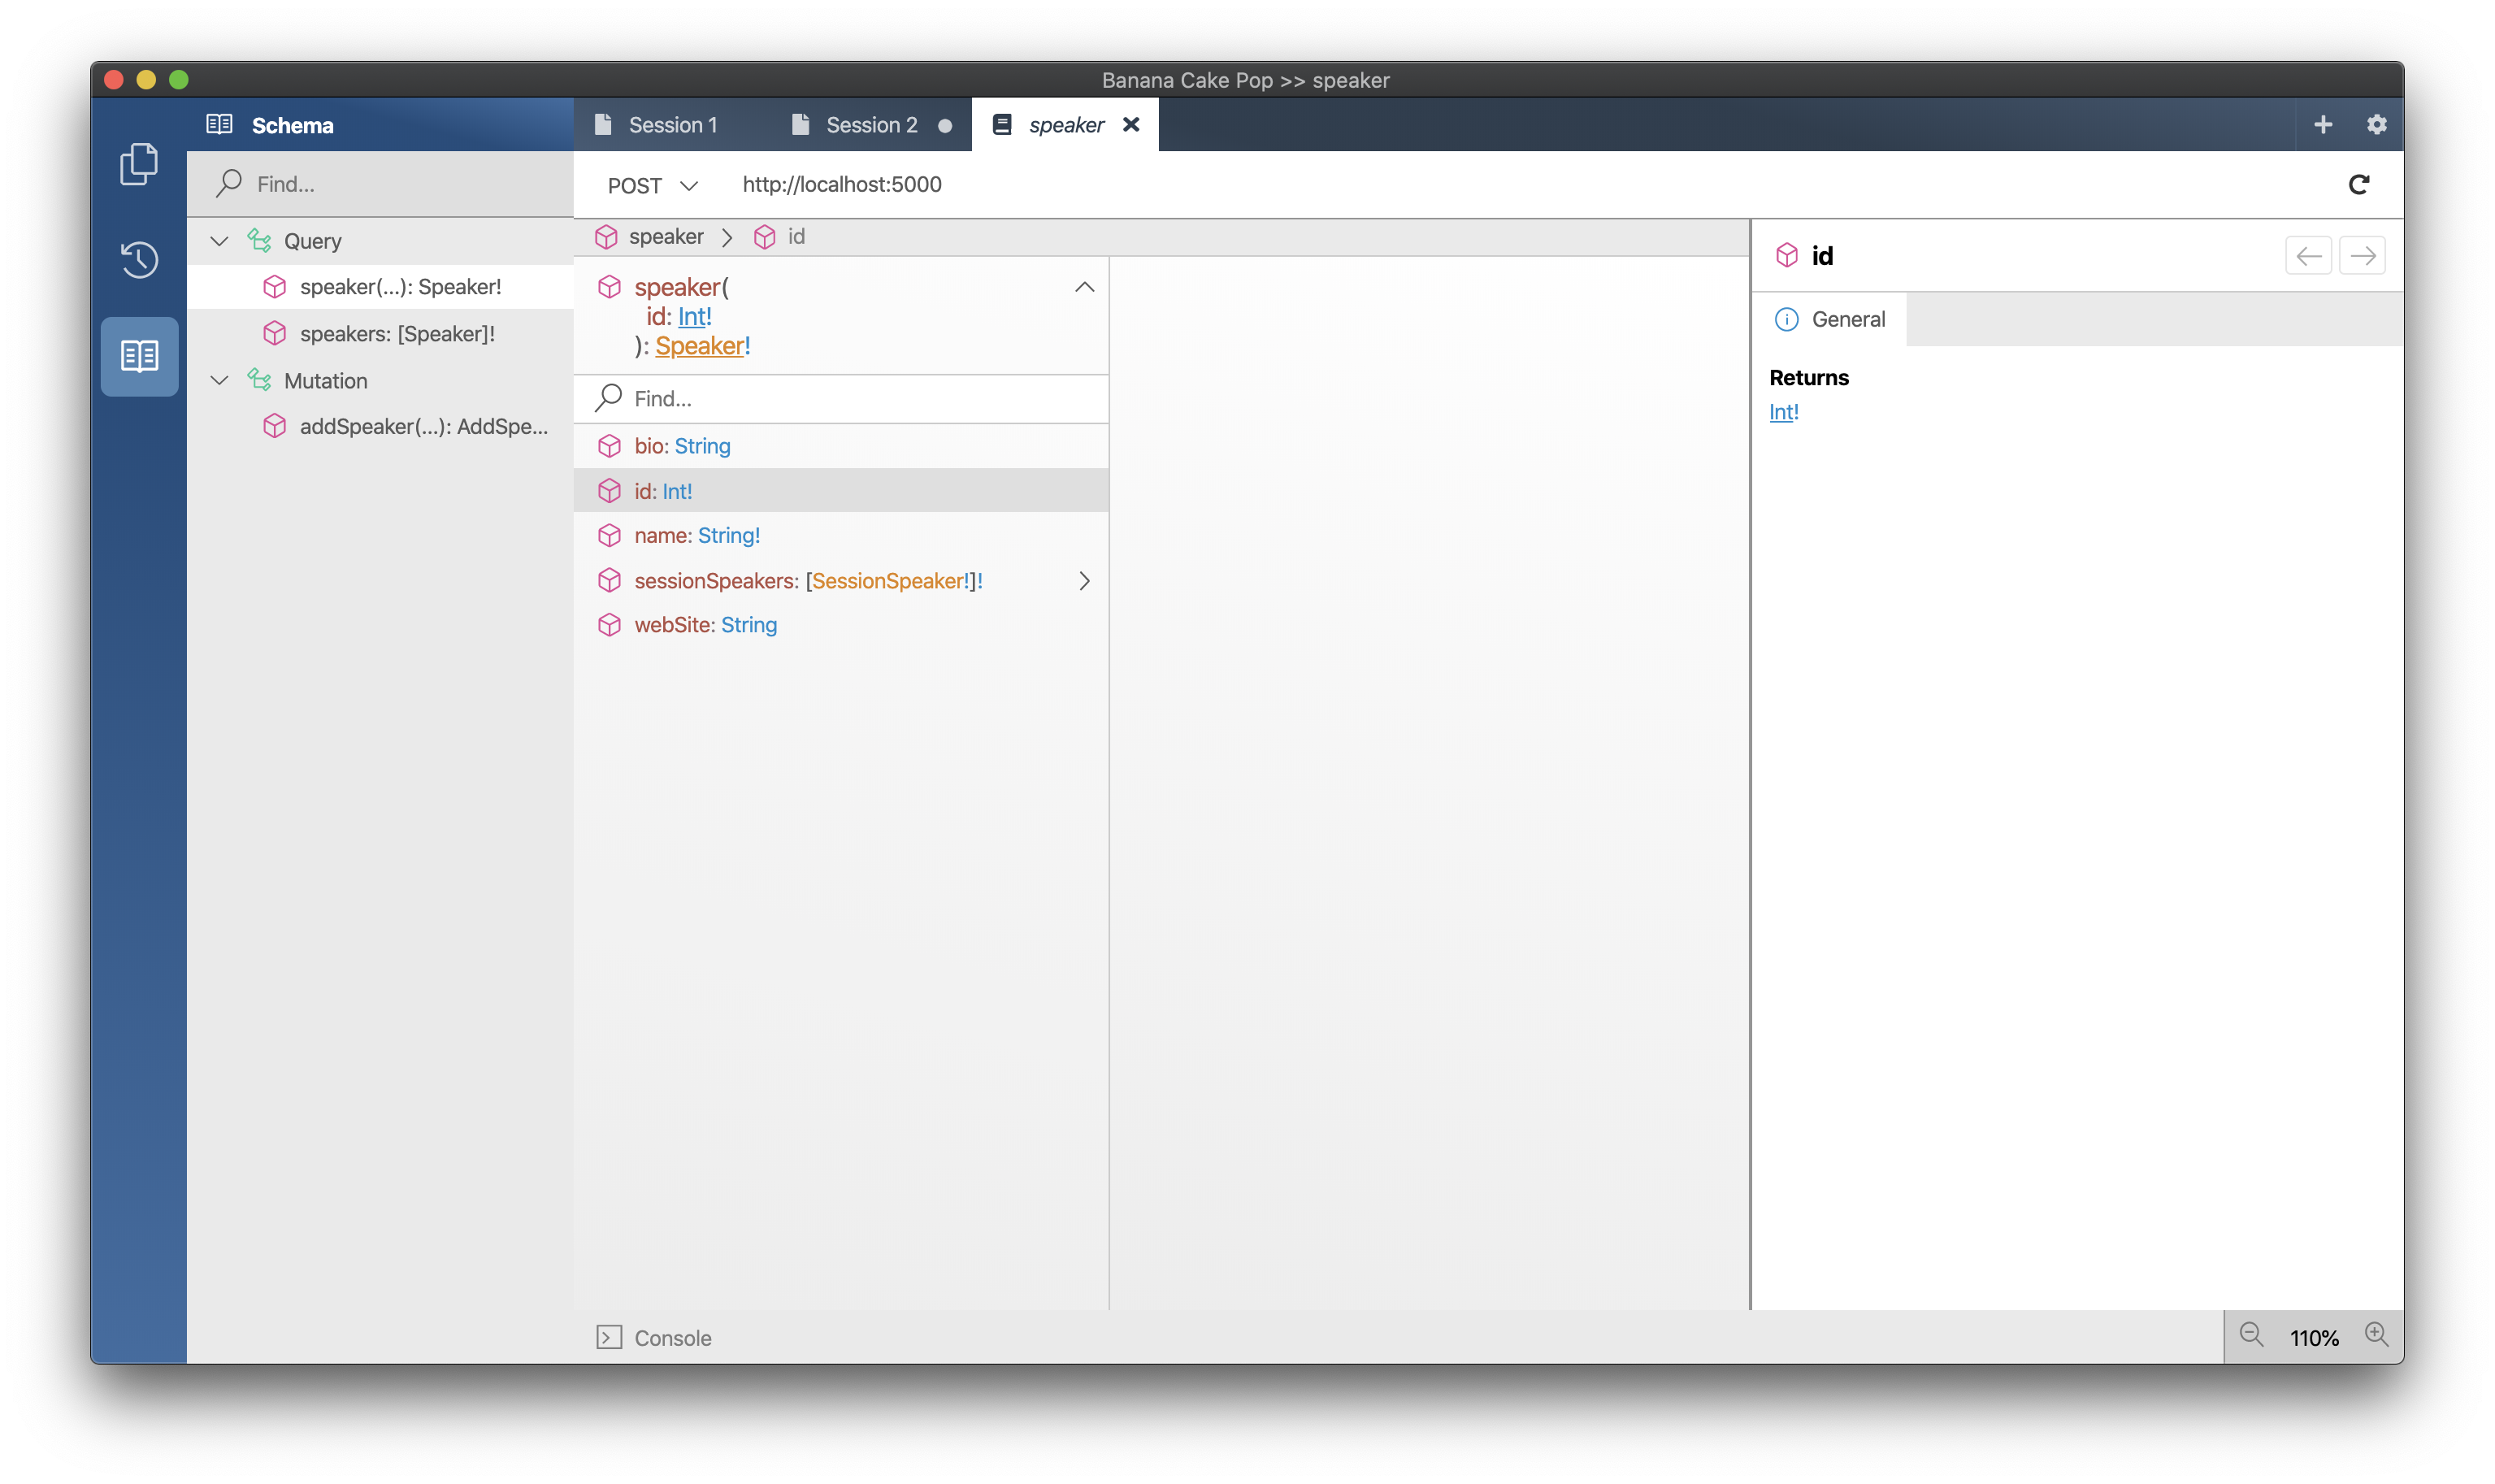 Banana Cake Pop >> speaker
Schema
Session 1
Session 2
speaker
Find...
POST
http://localhost:5000
Query
speaker(...): Speaker!
speakers: [Speaker]!
Mutation
addSpeaker(...): AddSpe...
speaker
id
speaker(
id: Int!
): Speaker!
Find...
bio: String
id: Int!
name: String!
sessionSpeakers: [SessionSpeaker!]!
webSite: String
id
General
Returns
Int!
Console
110%